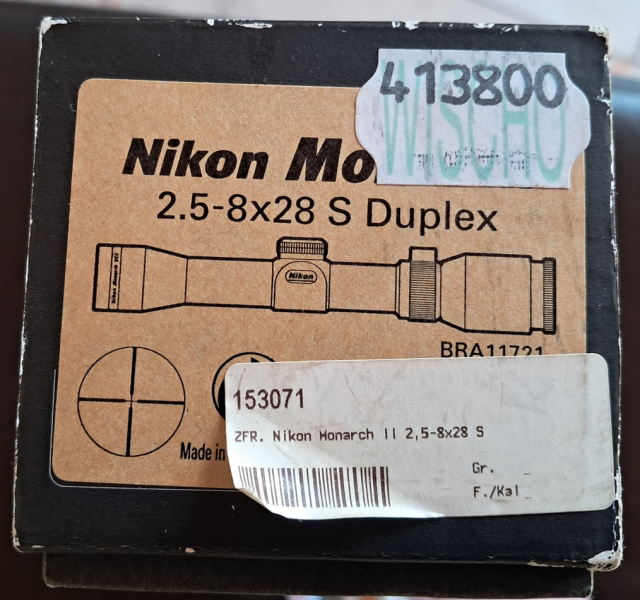 413800
WISCHO
Nikon Mo
2.5-8x28 S Duplex
Nikon
BRA11721
Made in
153071
ZFR. Nikon Monarch II 2,5-8x28 S
Gr. _
F./Kal_